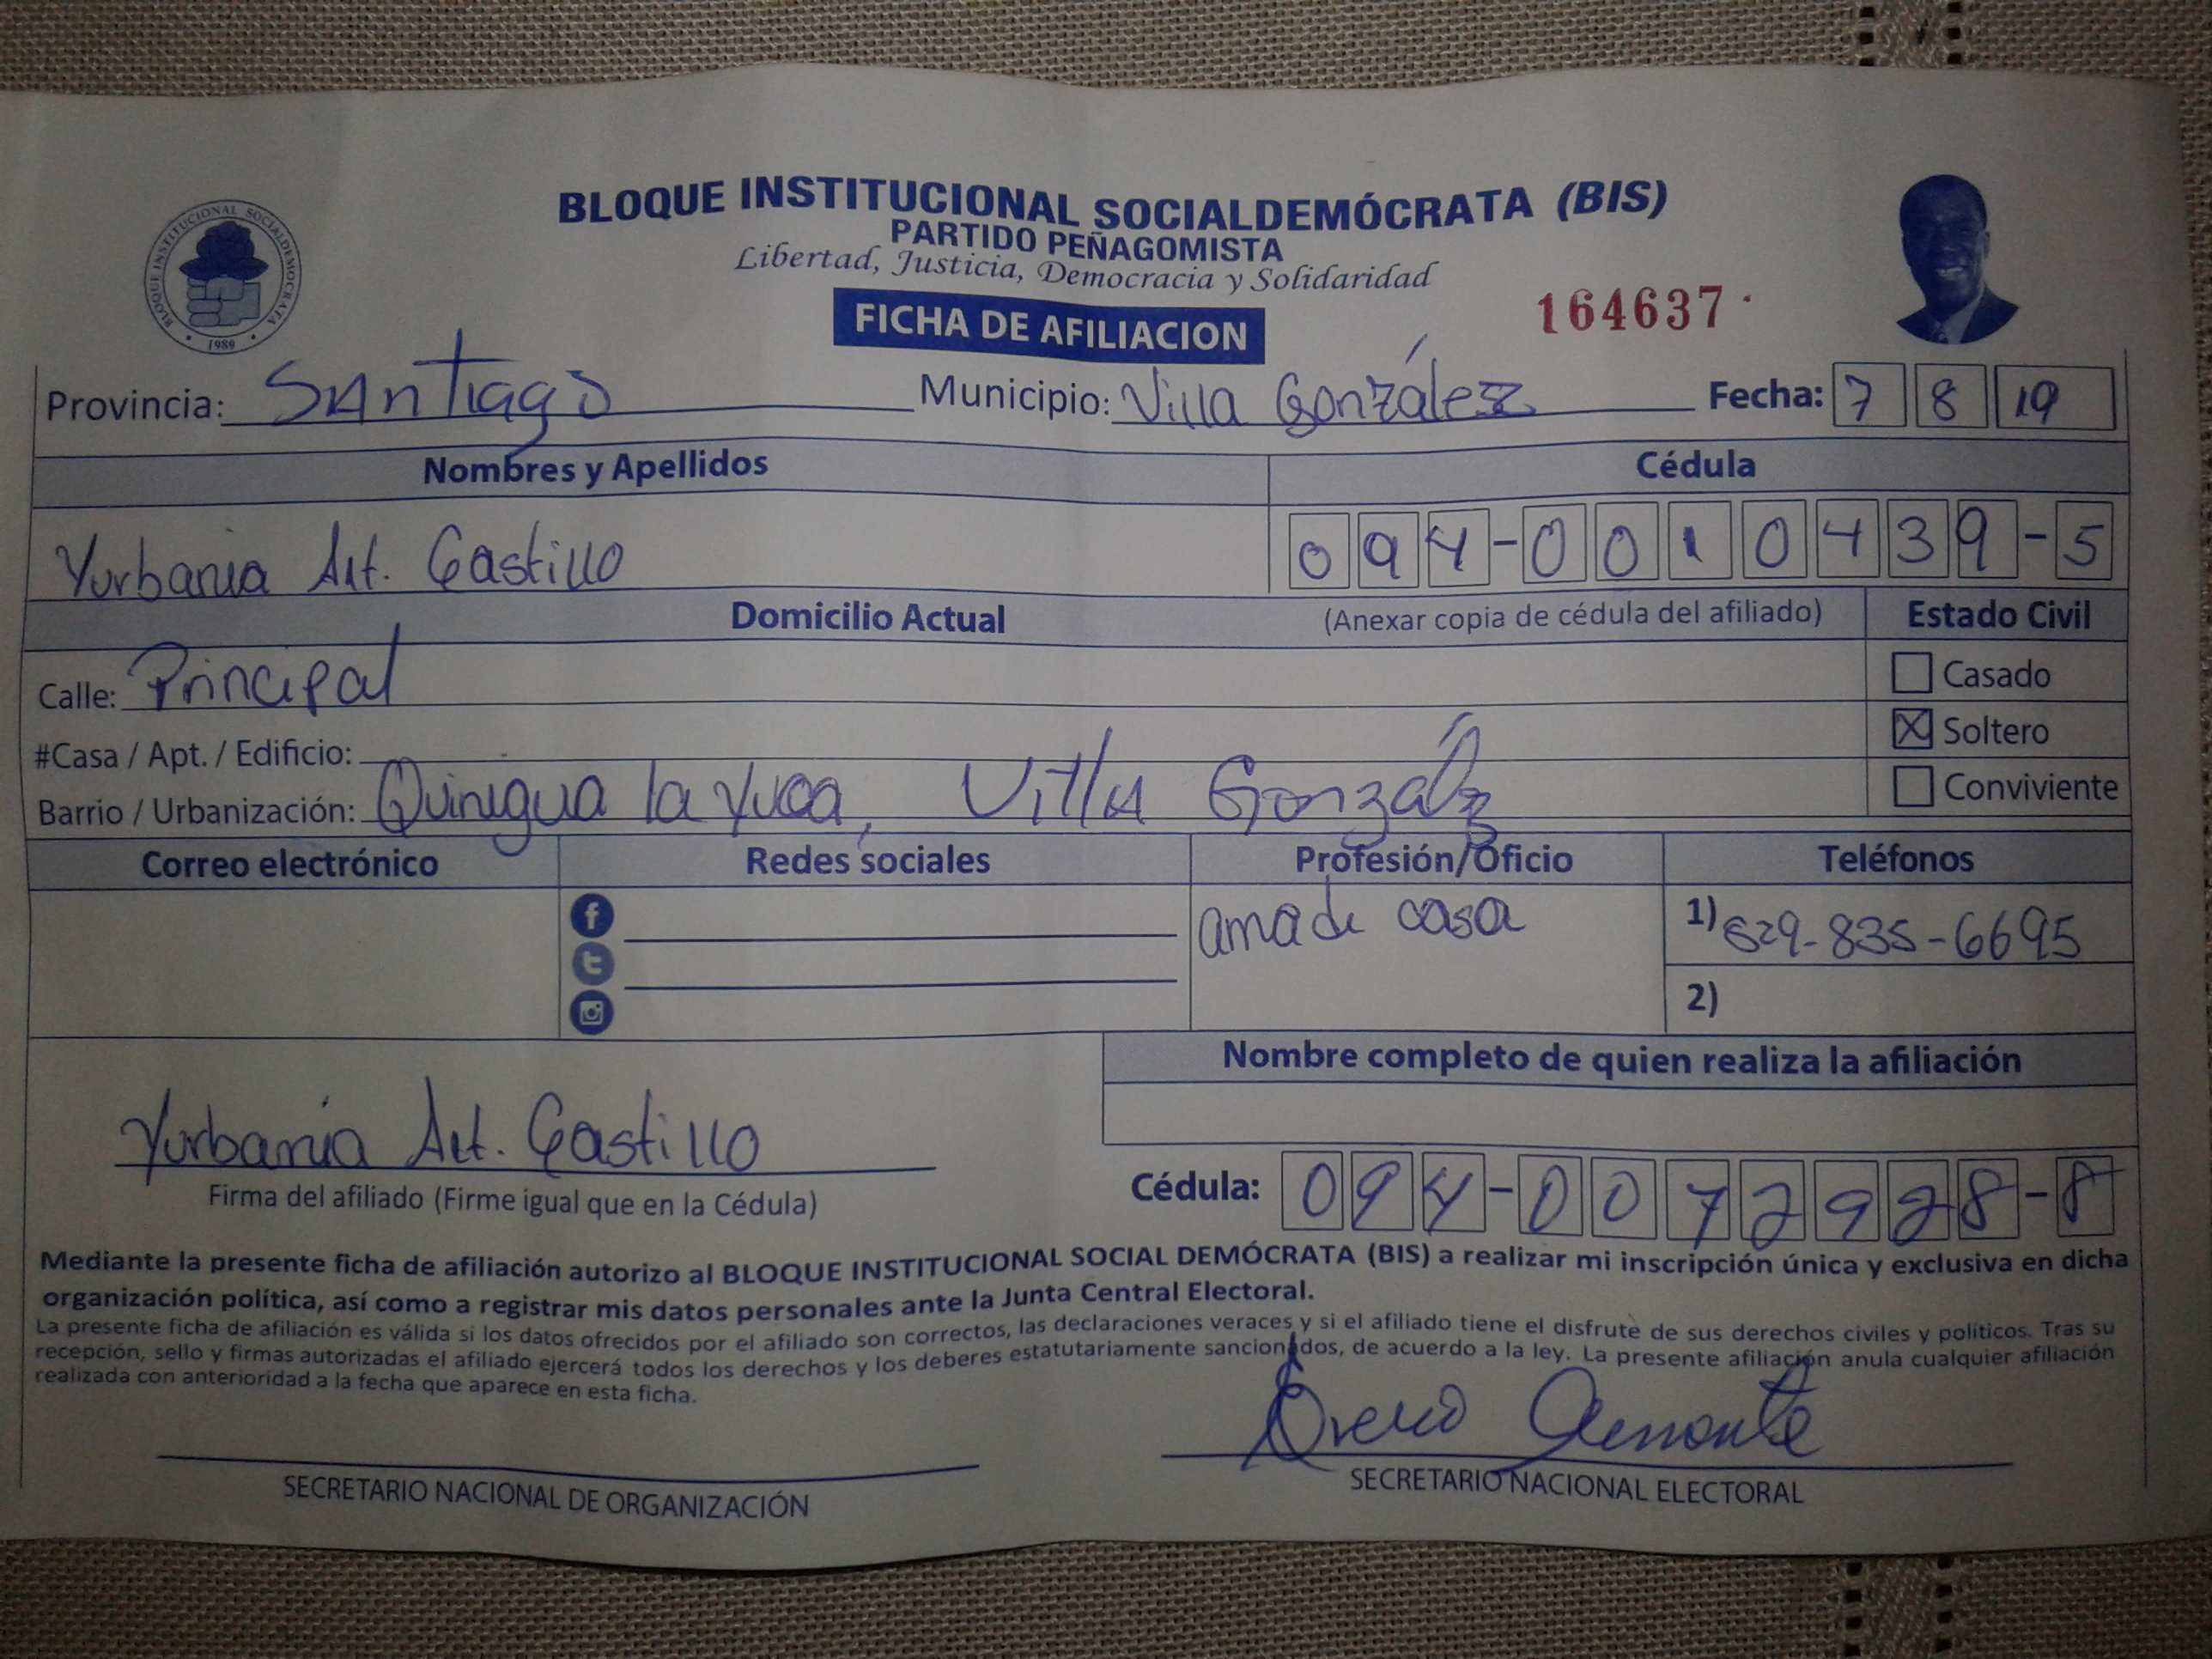 BLOQUE INSTITUCIONAL SOCIALDEMOCRATA
1989
BLOQUE INSTITUCIONAL SOCIALDEMÓCRATA (BIS)
PARTIDO PEÑAGOMISTA
Libertad, Justicia, Democracia y Solidaridad
FICHA DE AFILIACION
164637
Provincia: Santiago Municipio: Villa González Fecha: 7 8 19
Nombres y Apellidos Cédula
Yurbania Alt. Castillo 094-0010439-5
Domicilio Actual (Anexar copia de cédula del afiliado) Estado Civil
Calle: Principal Casado
#Casa / Apt. / Edificio: X Soltero
Barrio / Urbanización: Quinigua la Yuca, Villa González Conviviente
Correo electrónico Redes sociales Profesión/Oficio Teléfonos
f ama de casa 1) 829-835-6695
t
2)
Nombre completo de quien realiza la afiliación
Yurbania Alt. Castillo
Firma del afiliado (Firme igual que en la Cédula) Cédula: 094-0072928-8
Mediante la presente ficha de afiliación autorizo al BLOQUE INSTITUCIONAL SOCIAL DEMÓCRATA (BIS) a realizar mi inscripción única y exclusiva en dicha
organización política, así como a registrar mis datos personales ante la Junta Central Electoral.
La presente ficha de afiliación es válida si los datos ofrecidos por el afiliado son correctos, las declaraciones veraces y si el afiliado tiene el disfrute de sus derechos civiles y políticos. Tras su
recepción, sello y firmas autorizadas el afiliado ejercerá todos los derechos y los deberes estatutariamente sancionados, de acuerdo a la ley. La presente afiliación anula cualquier afiliación
realizada con anterioridad a la fecha que aparece en esta ficha.
SECRETARIO NACIONAL DE ORGANIZACIÓN SECRETARIO NACIONAL ELECTORAL